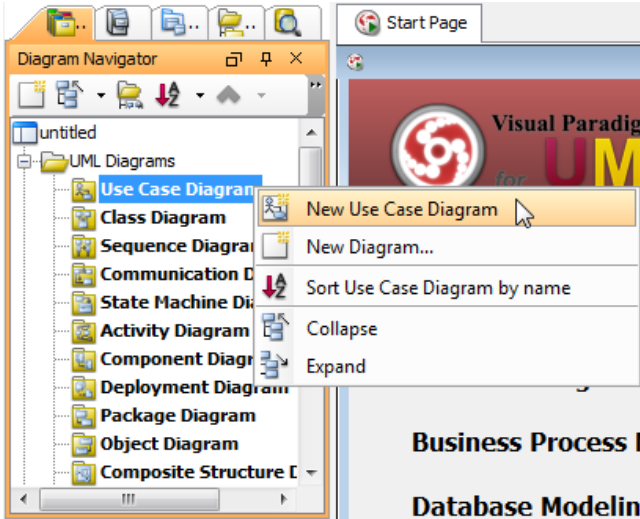 Start Page
Diagram Navigator
Visual Paradig
for UM
untitled
UML Diagrams
Use Case Diagram
Class Diagram
Sequence Diagra
Communication D
State Machine Di
Activity Diagram
Component Diagr
Deployment Diagram
Package Diagram
Object Diagram
Composite Structure D
New Use Case Diagram
New Diagram...
Sort Use Case Diagram by name
Collapse
Expand
Business Process
Database Modelin